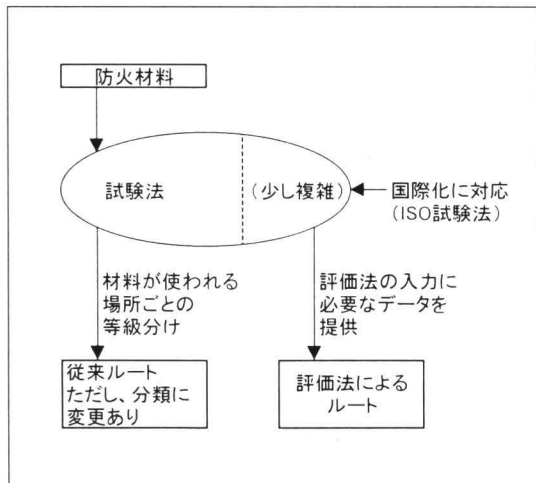 防火材料
試験法
(少し複雑)
国際化に対応
(ISO試験法)
材料が使われる
場所ごとの
等級分け
評価法の入力に
必要なデータを
提供
従来ルート
ただし、分類に
変更あり
評価法による
ルート